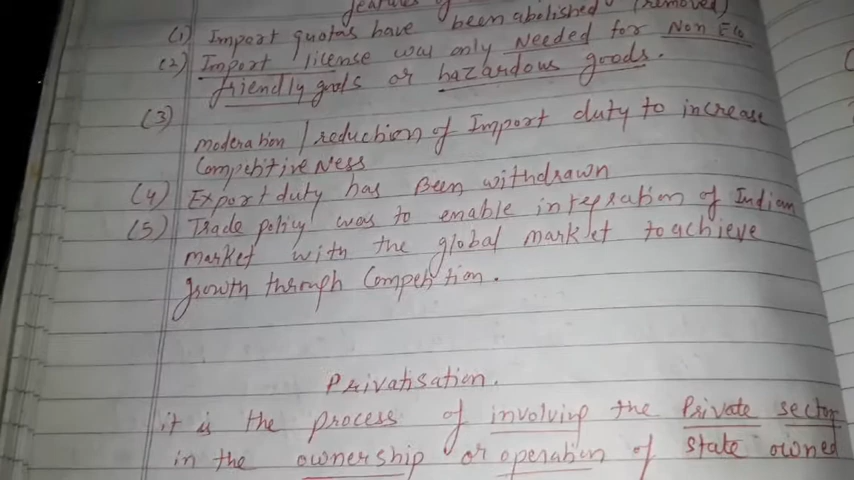 features
(1) Import quotas have been abolished (removed)
(2) Import license was only Needed for Non Eco
friendly goods or hazardous goods.
(3)
moderation / reduction of Import duty to increase
CompetitiveNess
(4) Export duty has Been withdrawn
(5) Trade policy was to enable integration of Indian
market with the global market to achieve
growth through Competition.
Privatisation.
it is the process of involving the Private sector
in the ownership or operation of state owned